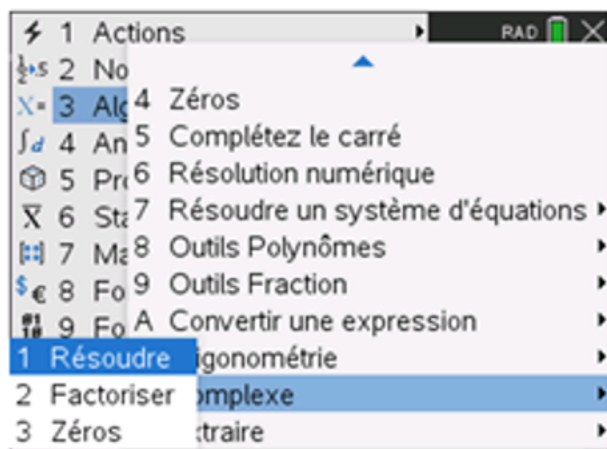 1 Actions
RAD
2 No
3 Alg
4 An
5 Pro
6 Sta
7 Ma
8 Fo
9 Fo
4 Zéros
5 Complétez le carré
6 Résolution numérique
7 Résoudre un système d'équations
8 Outils Polynômes
9 Outils Fraction
A Convertir une expression
igonométrie
omplexe
xtraire
1 Résoudre
2 Factoriser
3 Zéros